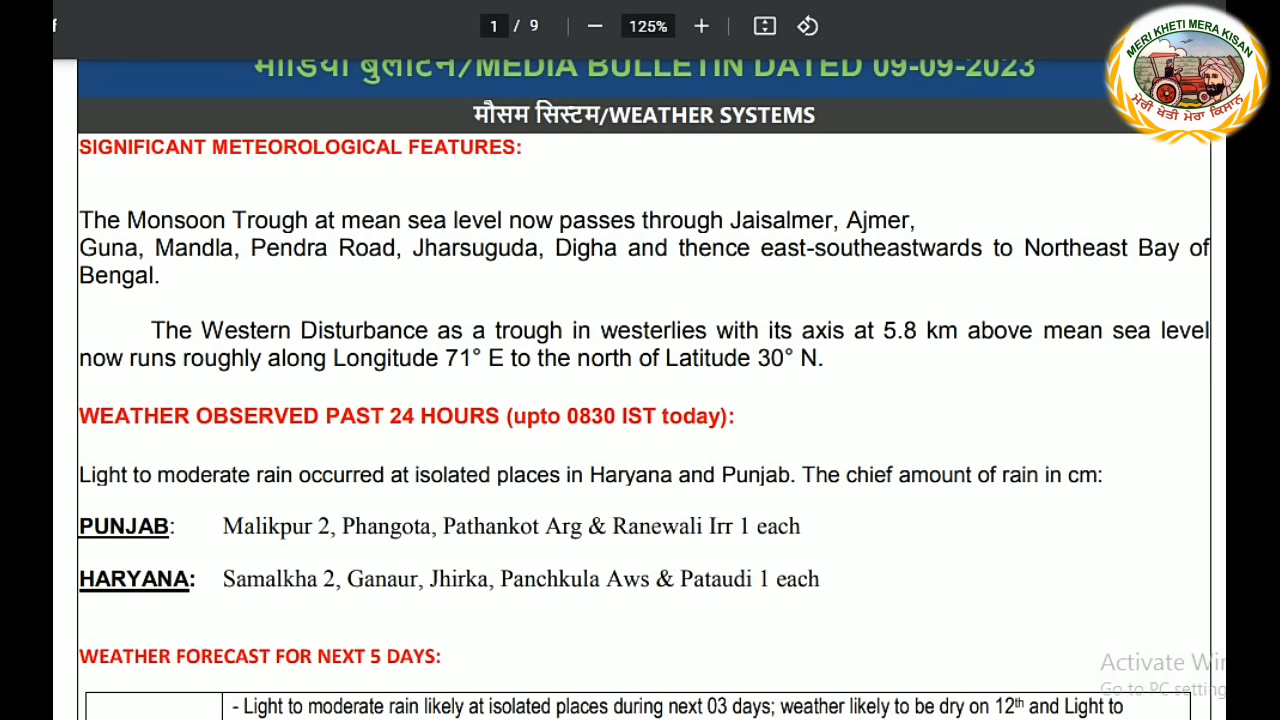 f
1 / 9
125%
मीडिया बुलेटिन/MEDIA BULLETIN DATED 09-09-2023
मौसम सिस्टम/WEATHER SYSTEMS
SIGNIFICANT METEOROLOGICAL FEATURES:
The Monsoon Trough at mean sea level now passes through Jaisalmer, Ajmer,
Guna, Mandla, Pendra Road, Jharsuguda, Digha and thence east-southeastwards to Northeast Bay of
Bengal.
The Western Disturbance as a trough in westerlies with its axis at 5.8 km above mean sea level
now runs roughly along Longitude 71° E to the north of Latitude 30° N.
WEATHER OBSERVED PAST 24 HOURS (upto 0830 IST today):
Light to moderate rain occurred at isolated places in Haryana and Punjab. The chief amount of rain in cm:
PUNJAB: Malikpur 2, Phangota, Pathankot Arg & Ranewali Irr 1 each
HARYANA: Samalkha 2, Ganaur, Jhirka, Panchkula Aws & Pataudi 1 each
WEATHER FORECAST FOR NEXT 5 DAYS:
- Light to moderate rain likely at isolated places during next 03 days; weather likely to be dry on 12th and Light to
MERI KHETI MERA KISAN
ਮੇਰੀ ਖੇਤੀ ਮੇਰਾ ਕਿਸਾਨ
Activate Win
Go to PC setting